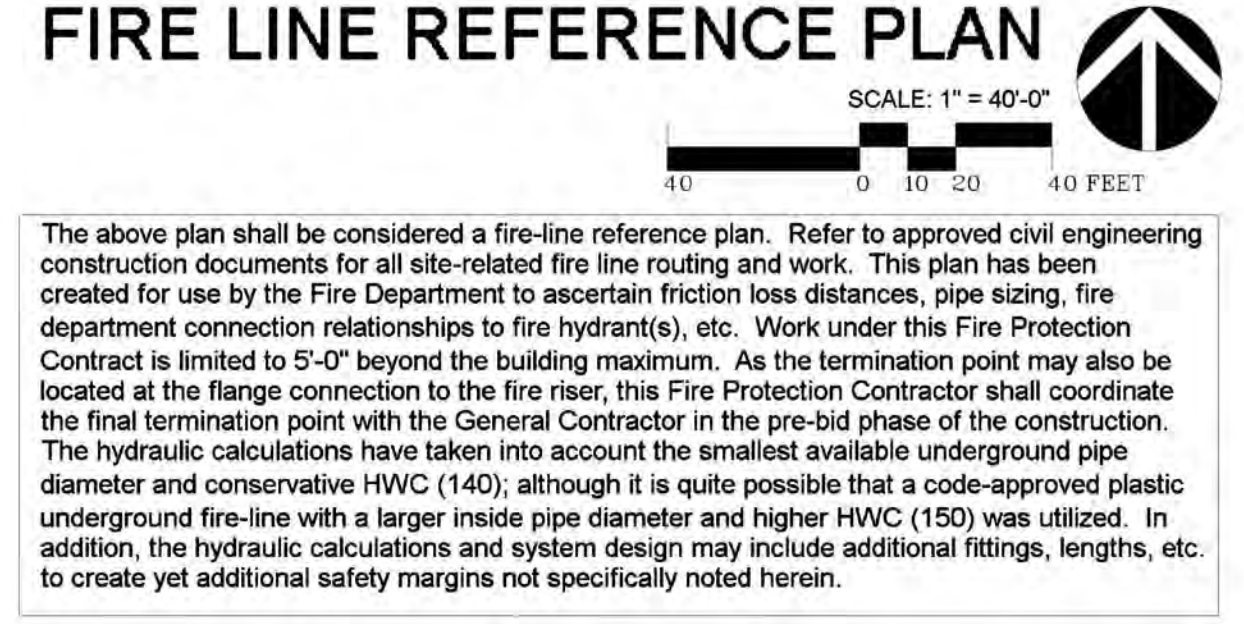 FIRE LINE REFERENCE PLAN
SCALE: 1" = 40'-0"
40 0 10 20 40 FEET
The above plan shall be considered a fire-line reference plan. Refer to approved civil engineering
construction documents for all site-related fire line routing and work. This plan has been
created for use by the Fire Department to ascertain friction loss distances, pipe sizing, fire
department connection relationships to fire hydrant(s), etc. Work under this Fire Protection
Contract is limited to 5'-0" beyond the building maximum. As the termination point may also be
located at the flange connection to the fire riser, this Fire Protection Contractor shall coordinate
the final termination point with the General Contractor in the pre-bid phase of the construction.
The hydraulic calculations have taken into account the smallest available underground pipe
diameter and conservative HWC (140); although it is quite possible that a code-approved plastic
underground fire-line with a larger inside pipe diameter and higher HWC (150) was utilized. In
addition, the hydraulic calculations and system design may include additional fittings, lengths, etc.
to create yet additional safety margins not specifically noted herein.